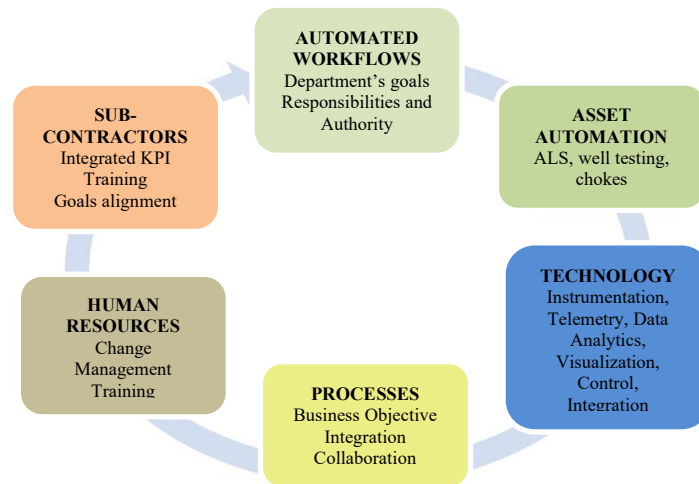 AUTOMATED
WORKFLOWS
Department’s goals
Responsibilities and
Authority
ASSET
AUTOMATION
ALS, well testing,
chokes
TECHNOLOGY
Instrumentation,
Telemetry, Data
Analytics,
Visualization,
Control,
Integration
PROCESSES
Business Objective
Integration
Collaboration
HUMAN
RESOURCES
Change
Management
Training
SUB-
CONTRACTORS
Integrated KPI
Training
Goals alignment